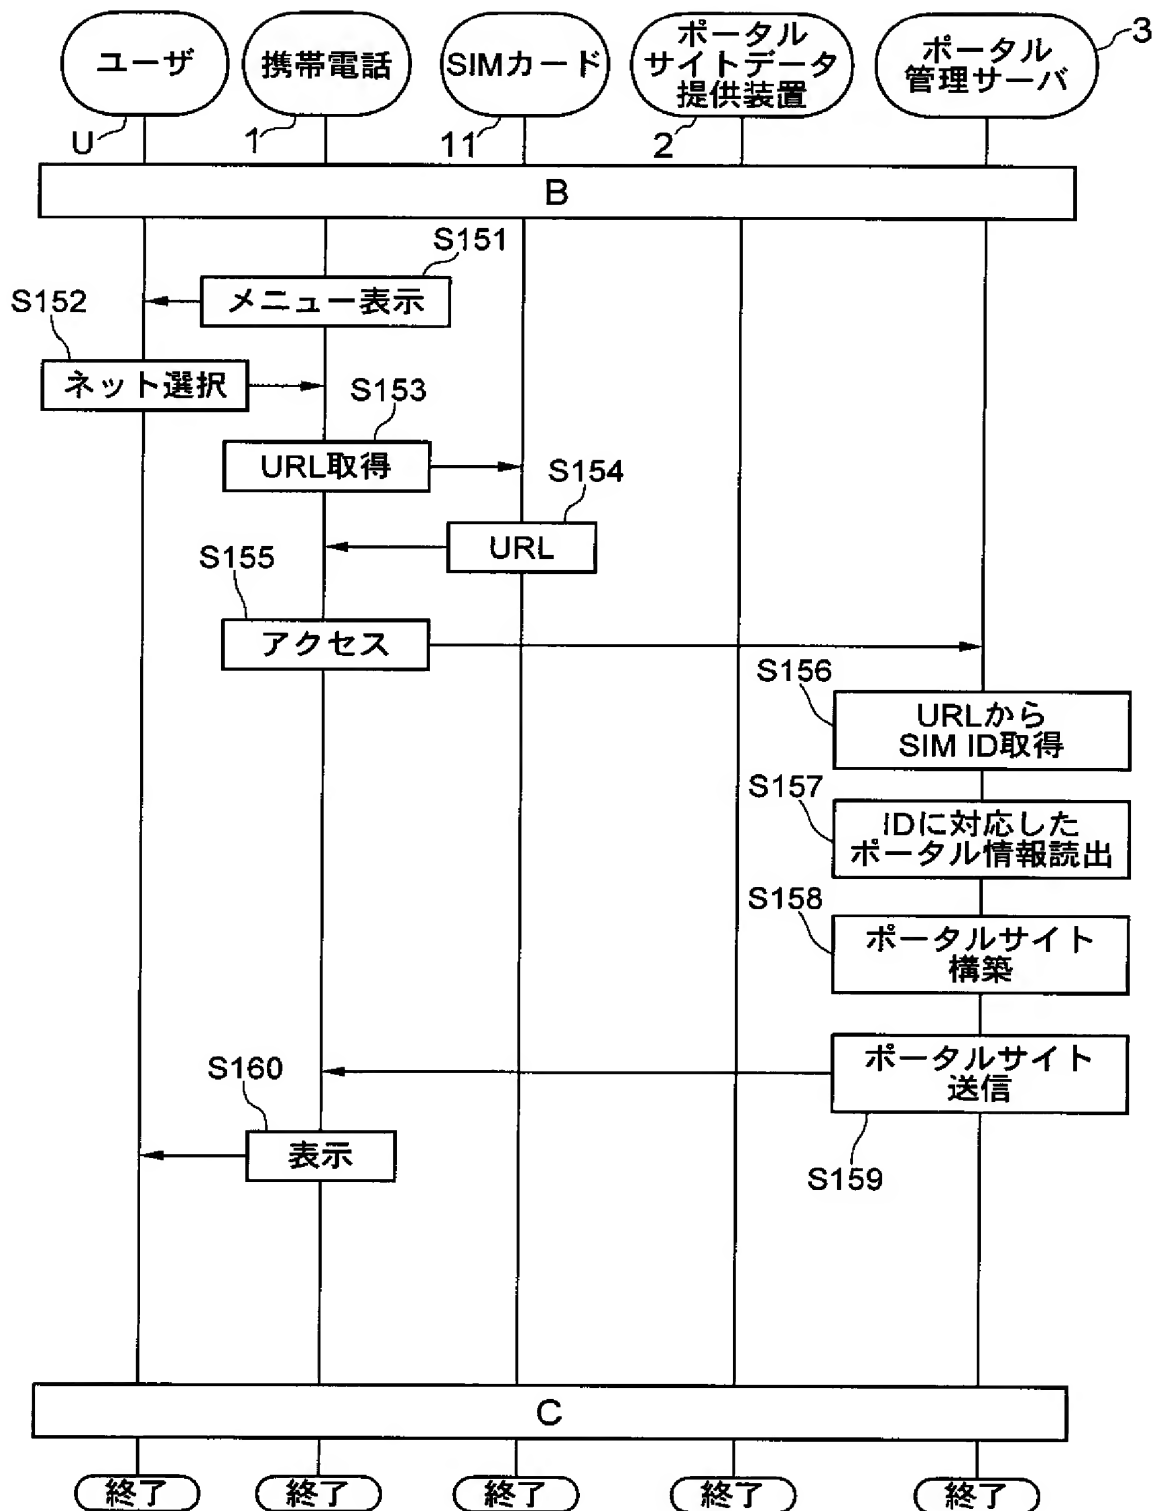 ユーザ
携帯電話
SIMカード
ポータル
サイトデータ
提供装置
ポータル
管理サーバ
3
U
1
11
2
B
S151
メニュー表示
S152
ネット選択
S153
URL取得
S154
URL
S155
アクセス
S156
URLから
SIM ID取得
S157
IDに対応した
ポータル情報読出
S158
ポータルサイト
構築
ポータルサイト
送信
S159
S160
表示
C
終了
終了
終了
終了
終了